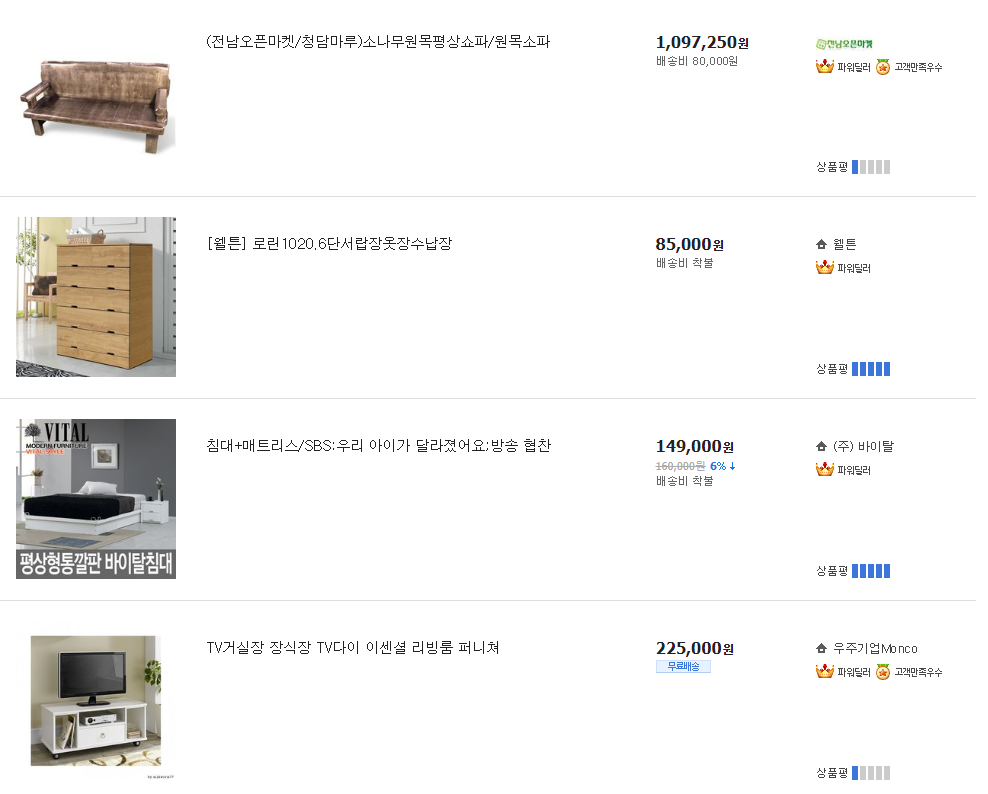 (전남오픈마켓/청담마루)소나무원목평상쇼파/원목소파
1,097,250원
배송비 80,000원
전남오픈마켓
파워딜러 고객만족우수
상품평
[웰튼] 로린1020.6단서랍장옷장수납장
85,000원
배송비 착불
웰튼
파워딜러
상품평
VITAL
MODERN FURNITURE
VITAL STYLE
평상형통깔판 바이탈침대
침대+매트리스/SBS:우리 아이가 달라졌어요;방송 협찬
149,000원
160,000원 6%↓
배송비 착불
(주) 바이탈
파워딜러
상품평
TV거실장 장식장 TV다이 이센셜 리빙룸 퍼니쳐
225,000원
무료배송
우주기업Monco
파워딜러 고객만족우수
상품평